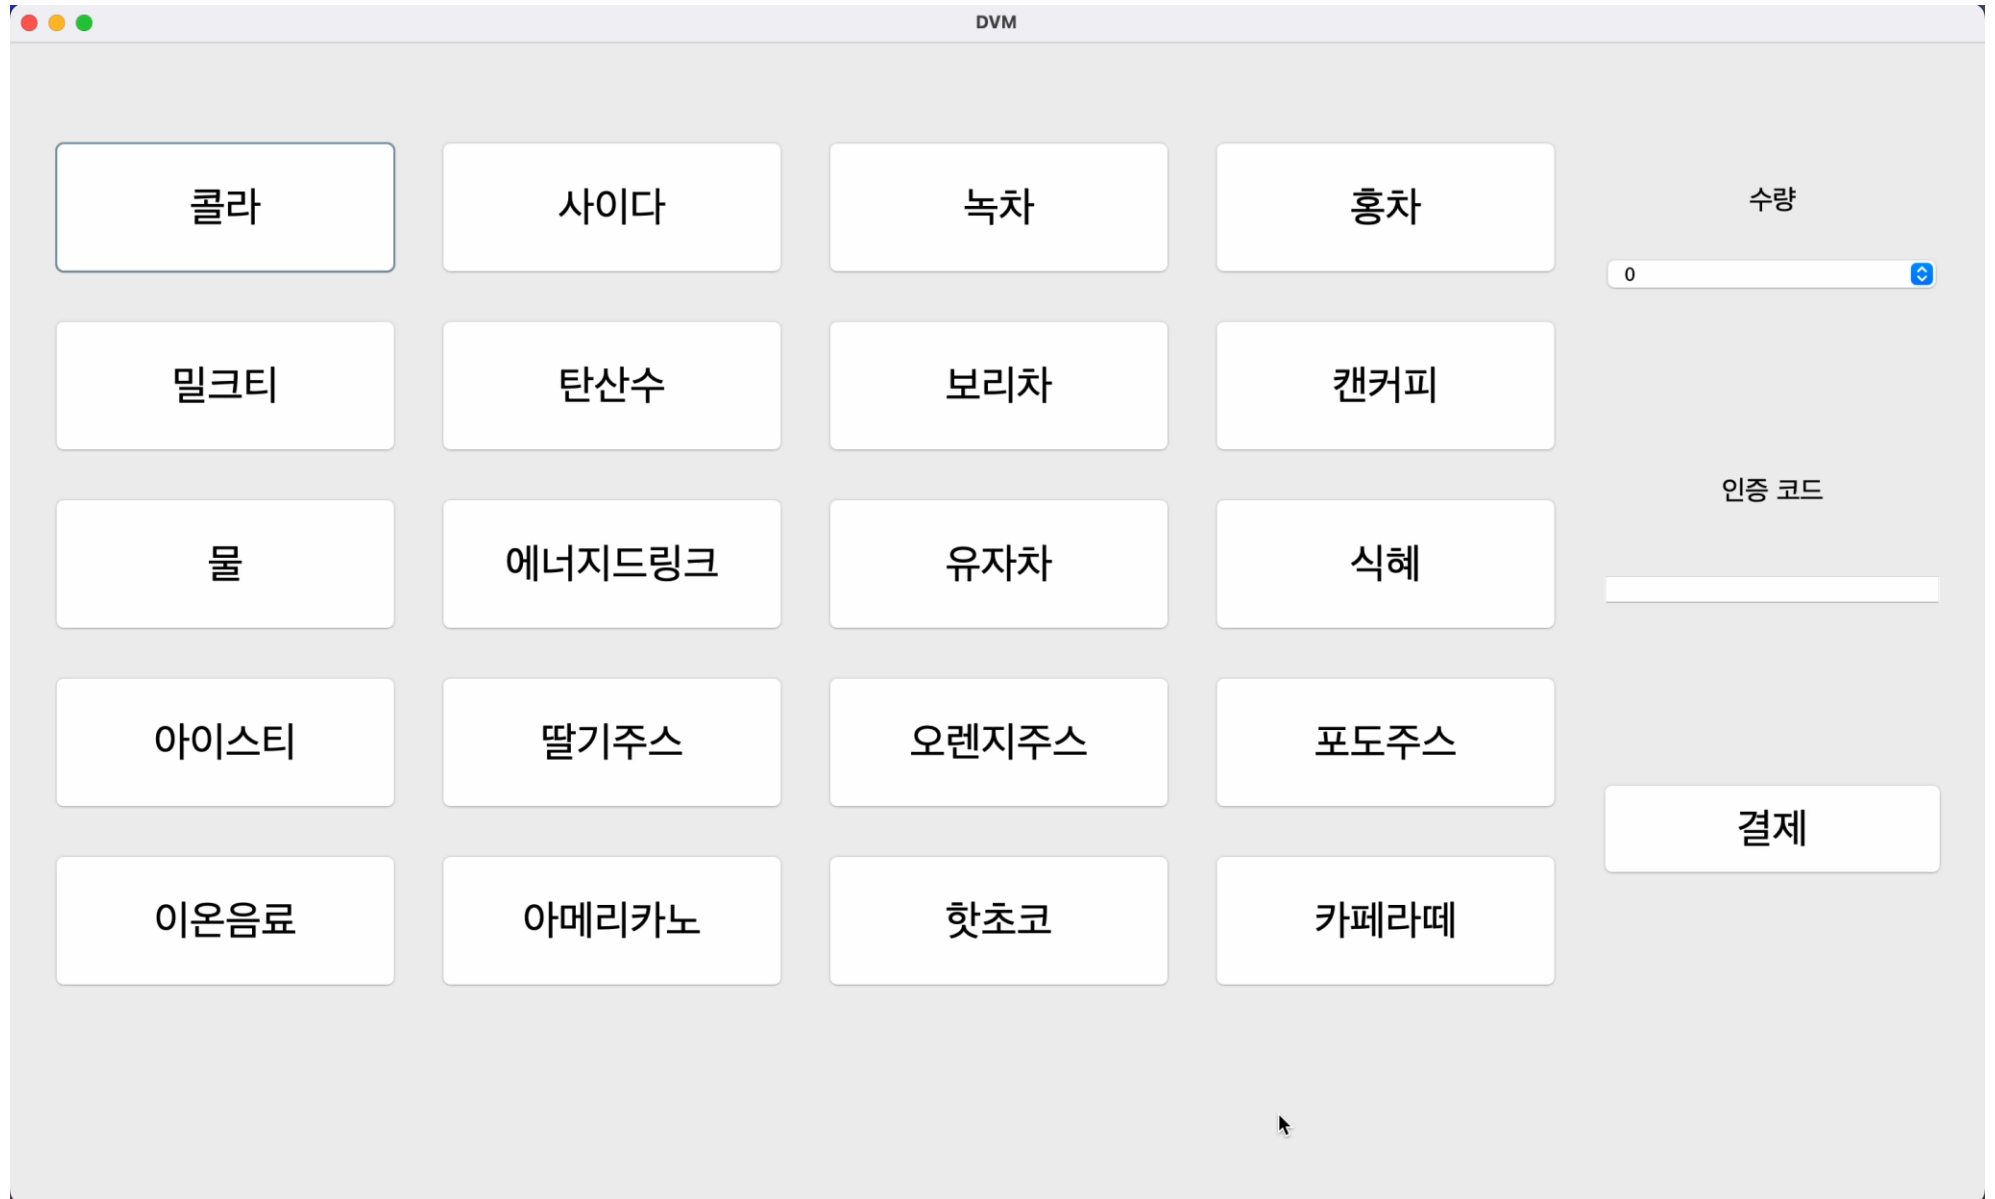 DVM
콜라 사이다 녹차 홍차
수량
0
밀크티 탄산수 보리차 캔커피
인증 코드
물 에너지드링크 유자차 식혜
아이스티 딸기주스 오렌지주스 포도주스
결제
이온음료 아메리카노 핫초코 카페라떼